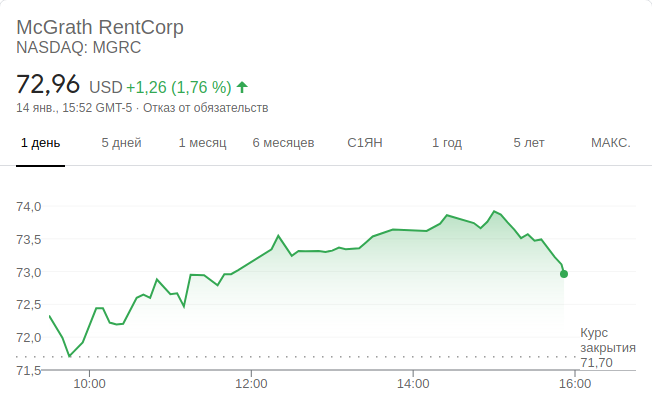 McGrath RentCorp
NASDAQ: MGRC
72,96 USD +1,26 (1,76 %)
14 янв., 15:52 GMT-5 · Отказ от обязательств
1 день 5 дней 1 месяц 6 месяцев С1ЯН 1 год 5 лет МАКС.
74,0
73,5
73,0
72,5
72,0
71,5
Курс
закрытия
71,70
10:00 12:00 14:00 16:00